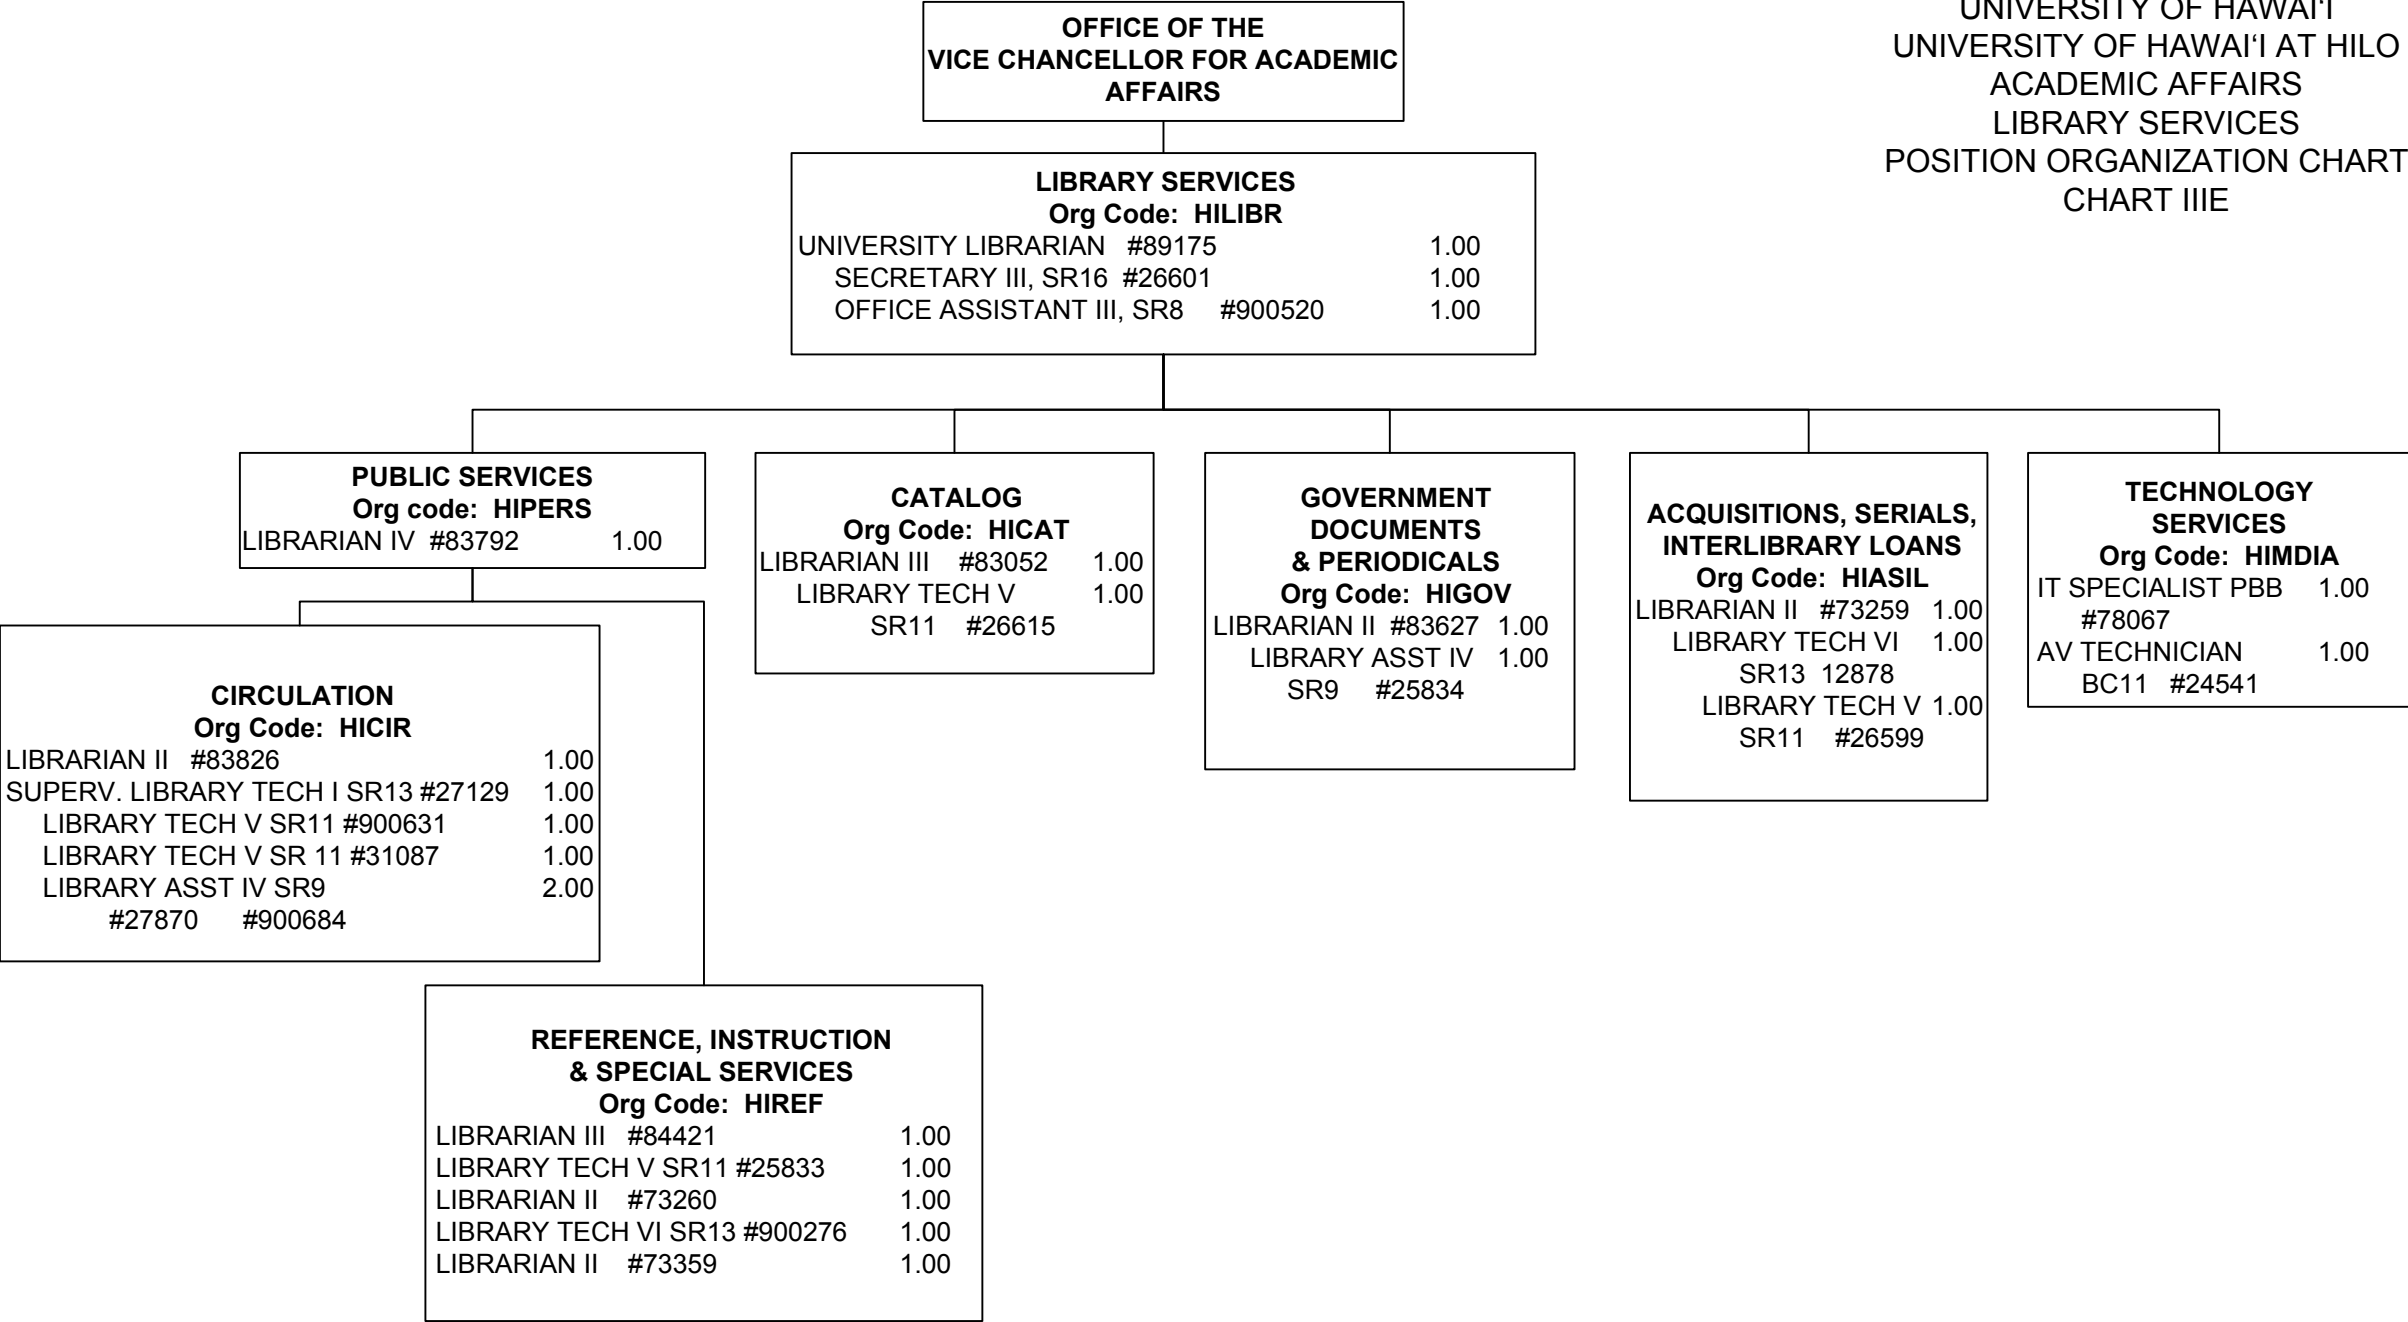 UNIVERSITY OF HAWAI‘I
UNIVERSITY OF HAWAI‘I AT HILO
ACADEMIC AFFAIRS
LIBRARY SERVICES
POSITION ORGANIZATION CHART
CHART IIIE
OFFICE OF THE
VICE CHANCELLOR FOR ACADEMIC
AFFAIRS
LIBRARY SERVICES
Org Code: HILIBR
UNIVERSITY LIBRARIAN #89175 1.00
SECRETARY III, SR16 #26601 1.00
OFFICE ASSISTANT III, SR8 #900520 1.00
PUBLIC SERVICES
Org code: HIPERS
LIBRARIAN IV #83792 1.00
CATALOG
Org Code: HICAT
LIBRARIAN III #83052 1.00
LIBRARY TECH V 1.00
SR11 #26615
GOVERNMENT
DOCUMENTS
& PERIODICALS
Org Code: HIGOV
LIBRARIAN II #83627 1.00
LIBRARY ASST IV 1.00
SR9 #25834
ACQUISITIONS, SERIALS,
INTERLIBRARY LOANS
Org Code: HIASIL
LIBRARIAN II #73259 1.00
LIBRARY TECH VI 1.00
SR13 12878
LIBRARY TECH V 1.00
SR11 #26599
TECHNOLOGY
SERVICES
Org Code: HIMDIA
IT SPECIALIST PBB 1.00
#78067
AV TECHNICIAN 1.00
BC11 #24541
CIRCULATION
Org Code: HICIR
LIBRARIAN II #83826 1.00
SUPERV. LIBRARY TECH I SR13 #27129 1.00
LIBRARY TECH V SR11 #900631 1.00
LIBRARY TECH V SR 11 #31087 1.00
LIBRARY ASST IV SR9 2.00
#27870 #900684
REFERENCE, INSTRUCTION
& SPECIAL SERVICES
Org Code: HIREF
LIBRARIAN III #84421 1.00
LIBRARY TECH V SR11 #25833 1.00
LIBRARIAN II #73260 1.00
LIBRARY TECH VI SR13 #900276 1.00
LIBRARIAN II #73359 1.00